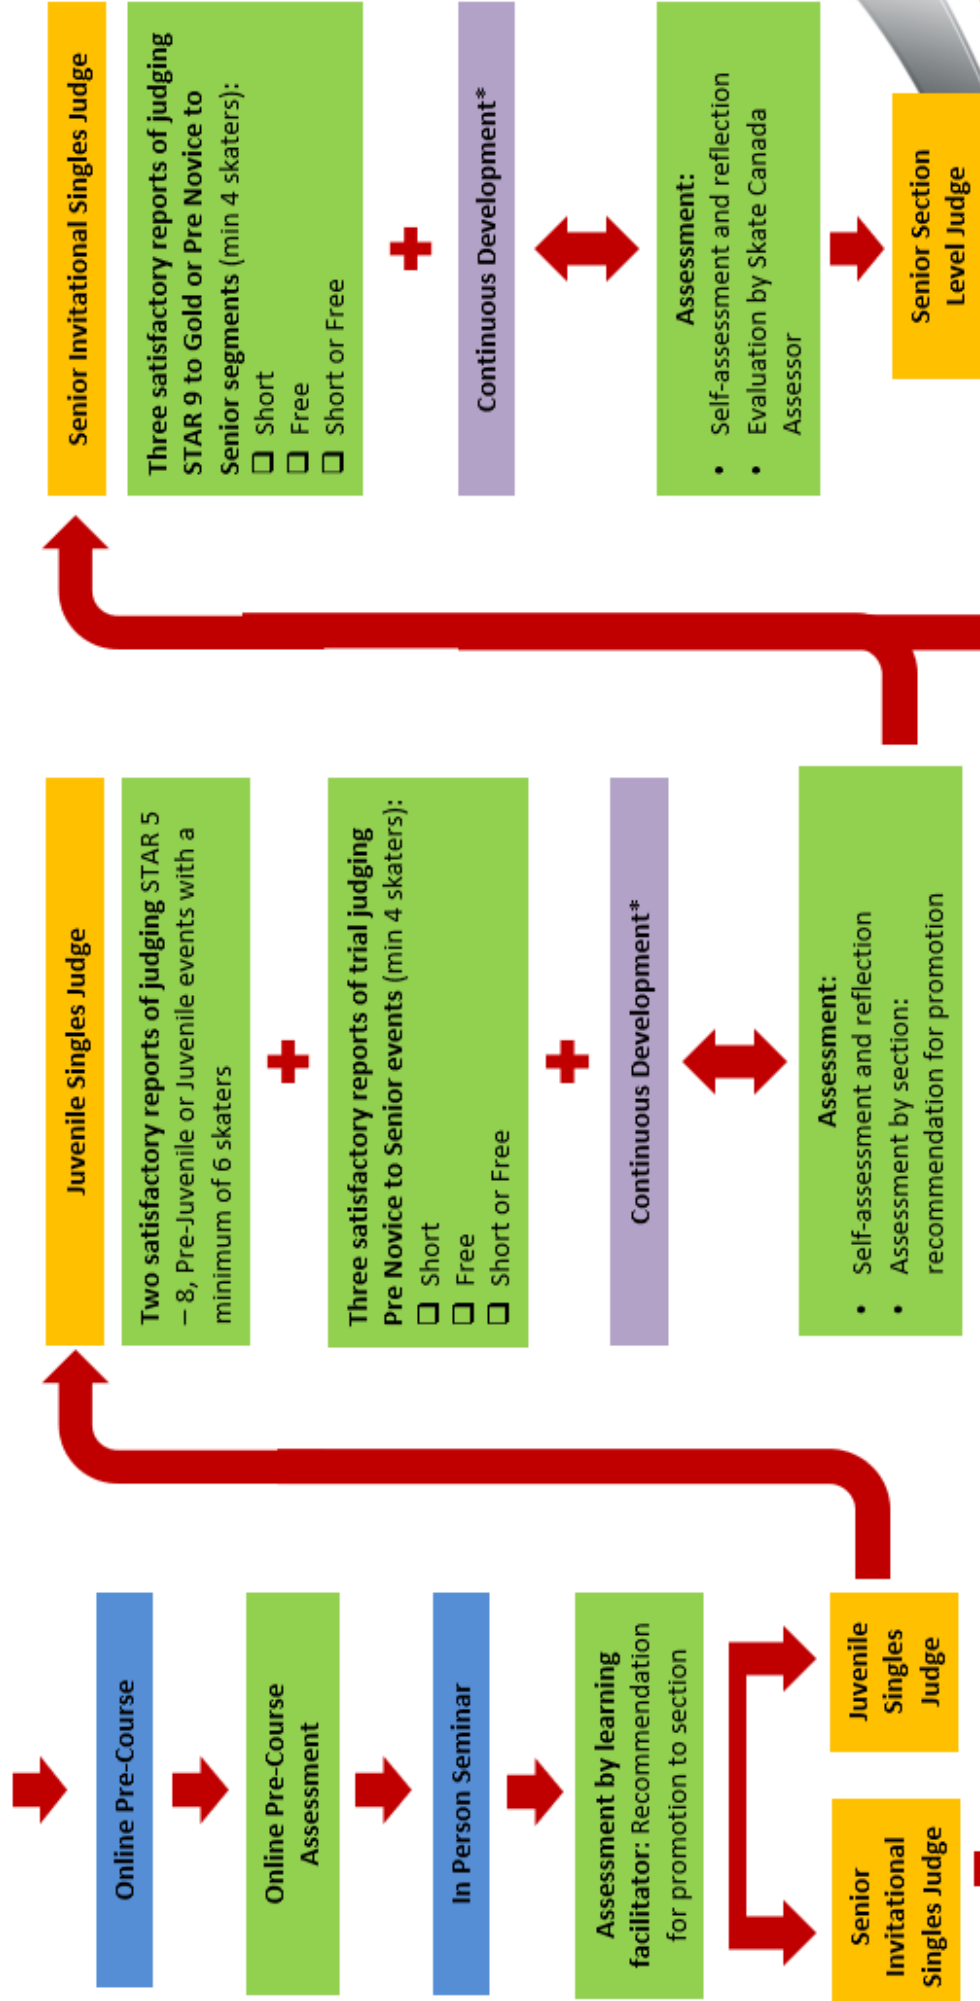 Online Pre-Course
Online Pre-Course
Assessment
In Person Seminar
Assessment by learning
facilitator: Recommendation
for promotion to section
Senior
Invitational
Singles Judge
Juvenile
Singles
Judge
Juvenile Singles Judge
Two satisfactory reports of judging STAR 5
– 8, Pre-Juvenile or Juvenile events with a
minimum of 6 skaters
Three satisfactory reports of trial judging
Pre Novice to Senior events (min 4 skaters):
❑ Short
❑ Free
❑ Short or Free
Continuous Development*
Assessment:
• Self-assessment and reflection
• Assessment by section:
recommendation for promotion
Senior Invitational Singles Judge
Three satisfactory reports of judging
STAR 9 to Gold or Pre Novice to
Senior segments (min 4 skaters):
❑ Short
❑ Free
❑ Short or Free
Continuous Development*
Assessment:
• Self-assessment and reflection
• Evaluation by Skate Canada
Assessor
Senior Section
Level Judge